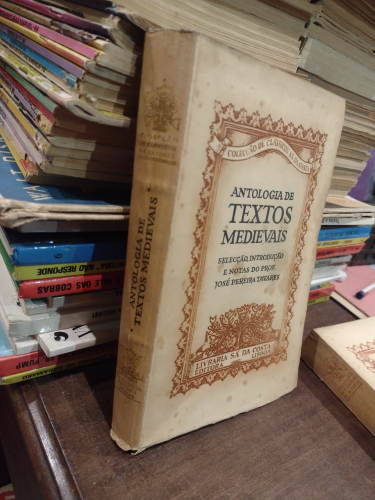 COLECÇÃO DE CLÁSSICOS SÁ DA COSTA
ANTOLOGIA DE
TEXTOS
MEDIEVAIS
SELECÇÃO, INTRODUÇÃO
E NOTAS DO PROF.
JOSÉ PEREIRA TAVARES
LIVRARIA SÁ DA COSTA
EDITORA LISBOA
ANTOLOGIA DE
TEXTOS MEDIEVAIS
NÃO RESPONDE
DAS COBRAS
PUMP